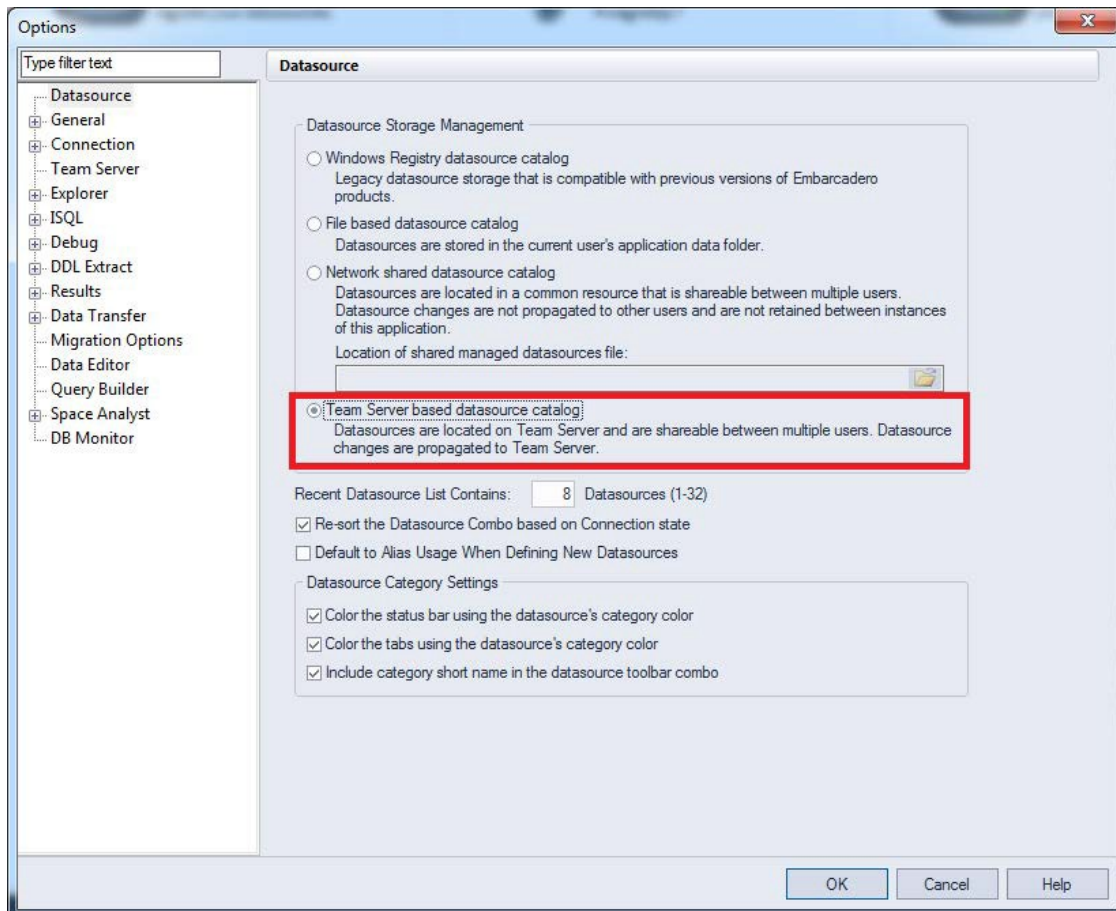 Options
Type filter text
Datasource
General
Connection
Team Server
Explorer
ISQL
Debug
DDL Extract
Results
Data Transfer
Migration Options
Data Editor
Query Builder
Space Analyst
DB Monitor
Datasource
Datasource Storage Management
Windows Registry datasource catalog
Legacy datasource storage that is compatible with previous versions of Embarcadero
products.
File based datasource catalog
Datasources are stored in the current user's application data folder.
Network shared datasource catalog
Datasources are located in a common resource that is shareable between multiple users.
Datasource changes are not propagated to other users and are not retained between instances
of this application.
Location of shared managed datasources file:
Team Server based datasource catalog
Datasources are located on Team Server and are shareable between multiple users. Datasource
changes are propagated to Team Server.
Recent Datasource List Contains: 8 Datasources (1-32)
Re-sort the Datasource Combo based on Connection state
Default to Alias Usage When Defining New Datasources
Datasource Category Settings
Color the status bar using the datasource's category color
Color the tabs using the datasource's category color
Include category short name in the datasource toolbar combo
OK Cancel Help